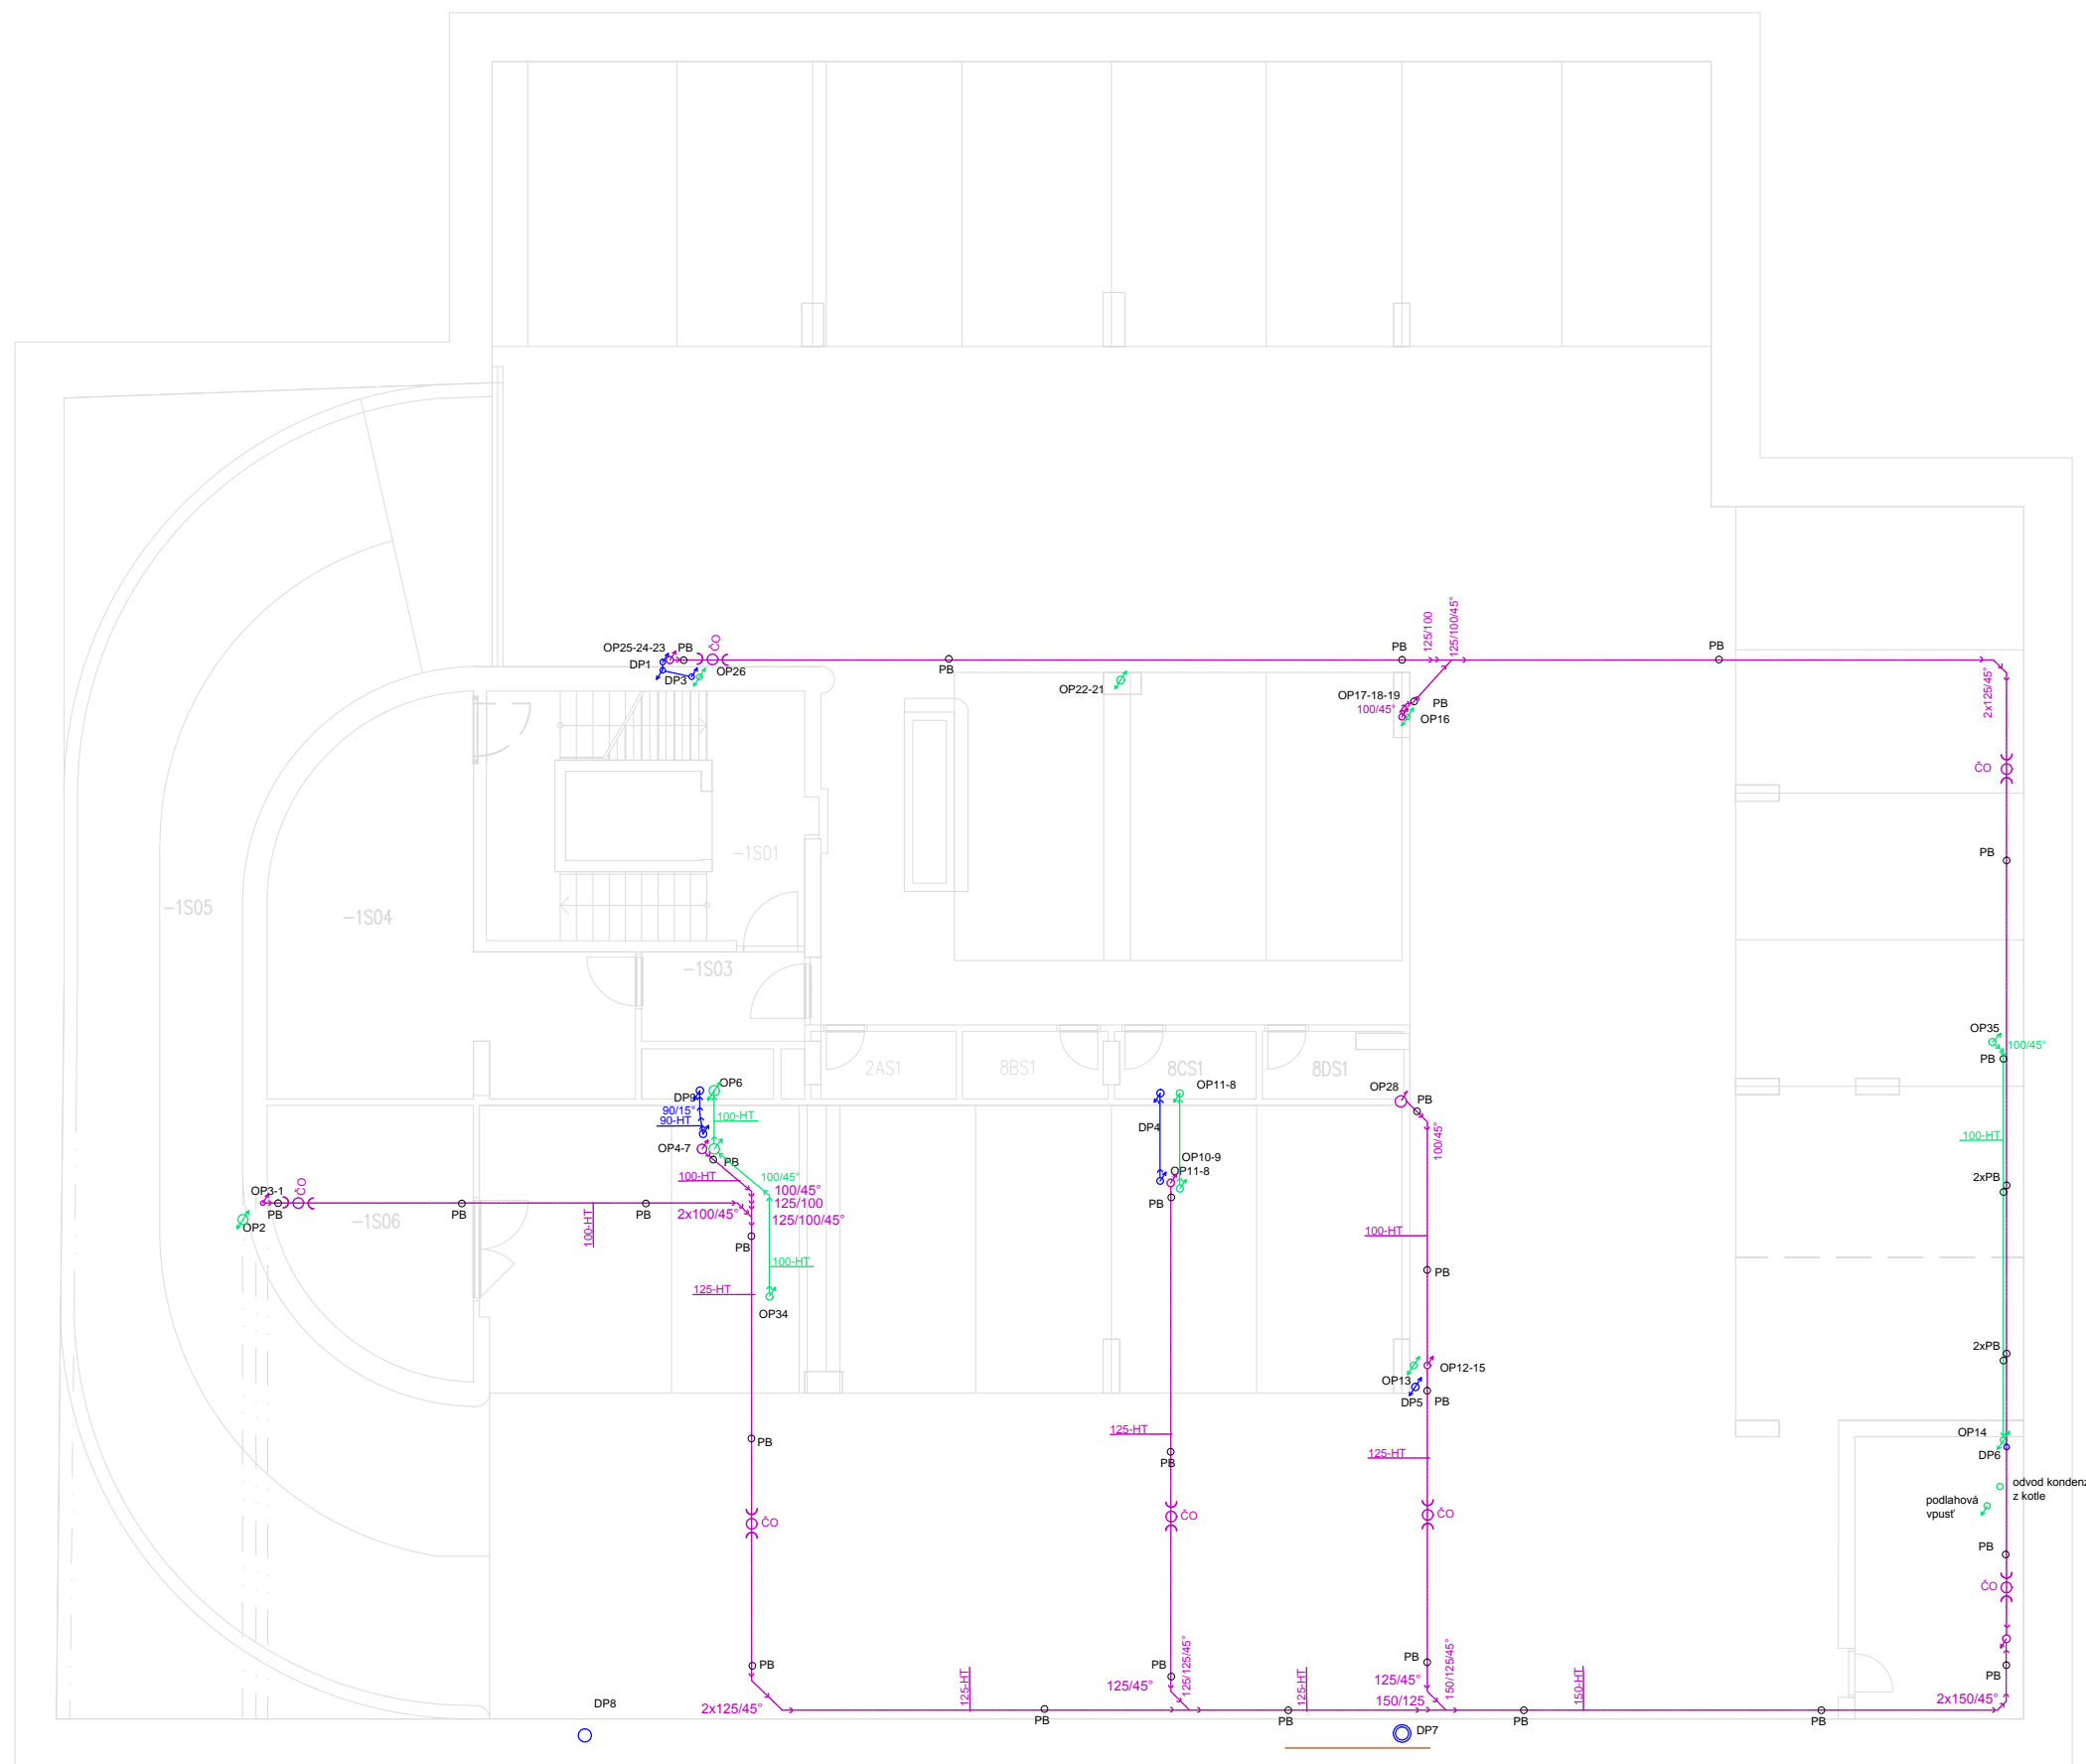 125/100
125/100/45°
OP25-24-23
PB
ČO
PB
PB
DP1
OP26
PB
DP3
OP22-21
OP17-18-19
PB
100/45°
OP16
2x125/45°
ČO
-1S01
PB
-1S05
-1S04
-1S03
OP35
100/45°
PB
2AS1
8BS1
8CS1
8DS1
OP6
OP11-8
OP28
PB
DP9
90/15°
90-HT
100-HT
DP4
100/45°
100-HT
OP4-7
PB
OP10-9
OP11-8
100-HT
100/45°
2xPB
OP3-1
ČO
100/45°
125/100
PB
PB
PB
PB
2x100/45°
125/100/45°
OP2
-1S06
100-HT
PB
100-HT
100-HT
PB
125-HT
OP34
2xPB
OP12-15
OP13
DP5
PB
125-HT
OP14
PB
PB
125-HT
DP6
odvod kondenz
z kotle
podlahová
vpusť
ČO
ČO
ČO
PB
ČO
PB
PB
125/125/45°
PB
150/125/45°
PB
125/45°
125/45°
125-HT
125-HT
150-HT
DP8
2x125/45°
150/125
2x150/45°
PB
PB
PB
PB
DP7